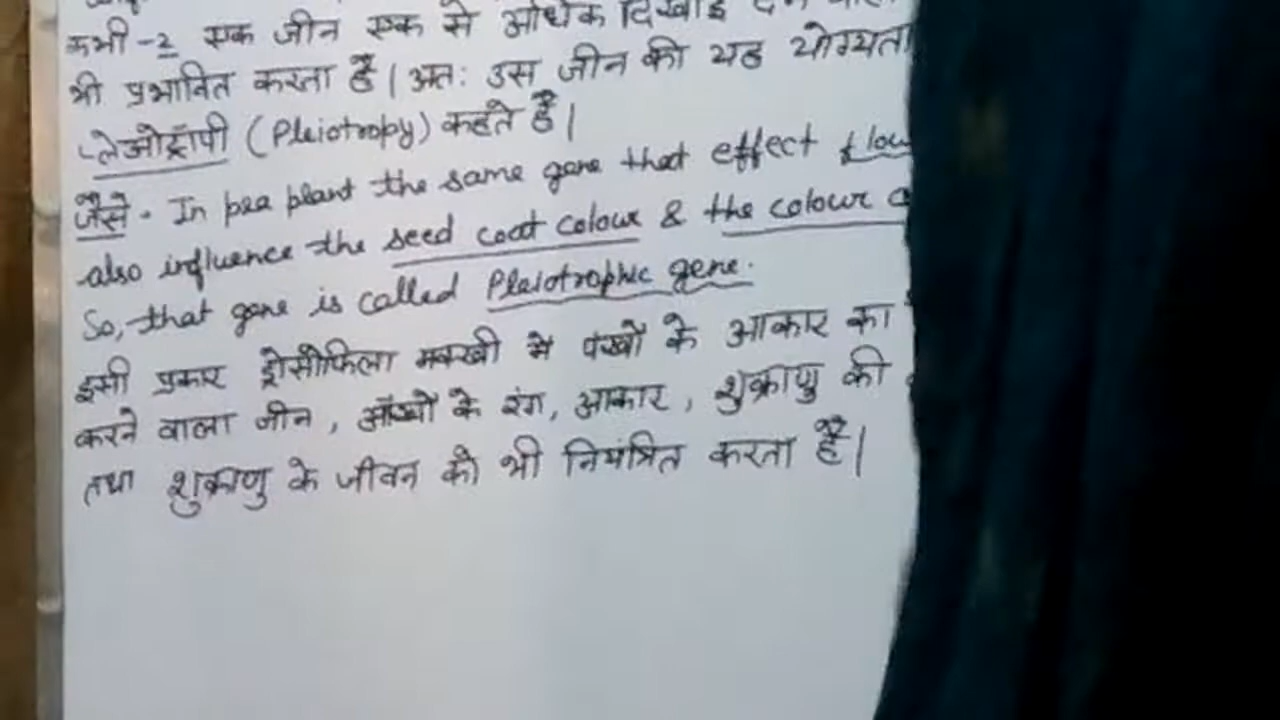 कभी-2 एक जीन एक से अधिक दिखाई देने
भी प्रभावित करता है। अतः उस जीन की यह योग्यता
प्लेओट्रॉपी (Pleiotropy) कहते हैं।
जैसे- In pea plant the same gene that effect flow
also influence the seed coat colour & the colour
So, that gene is called Pleiotrophic gene.
इसी प्रकार ड्रोसोफिला मक्खी मे पंखों के आकार का
करने वाला जीन, आँखों के रंग, आकार, शुक्राणु की
तथा शुक्राणु के जीवन को भी नियंत्रित करता है।